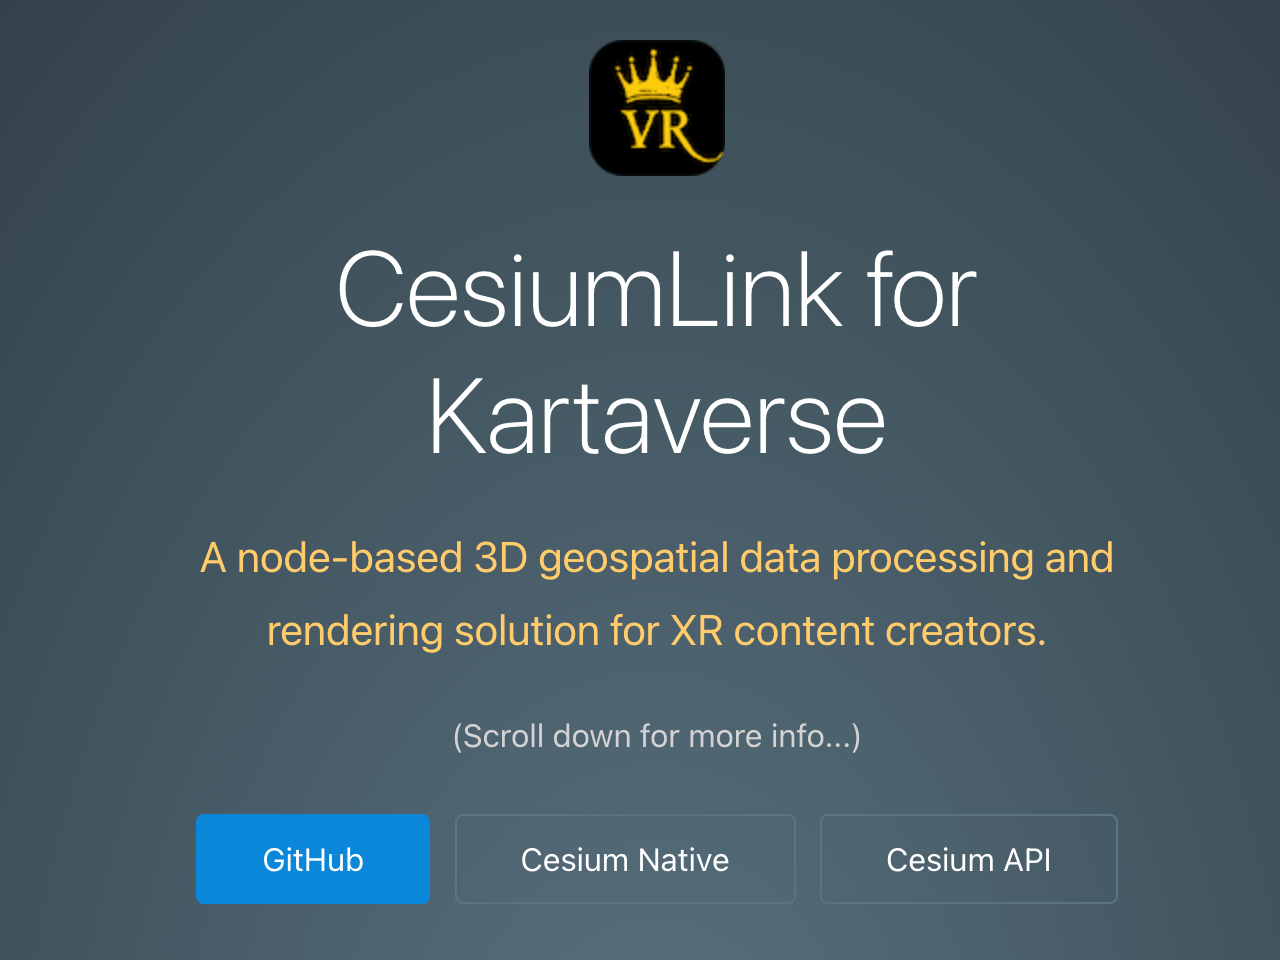 VR
CesiumLink for
Kartaverse
A node-based 3D geospatial data processing and
rendering solution for XR content creators.
(Scroll down for more info...)
GitHub
Cesium Native
Cesium API